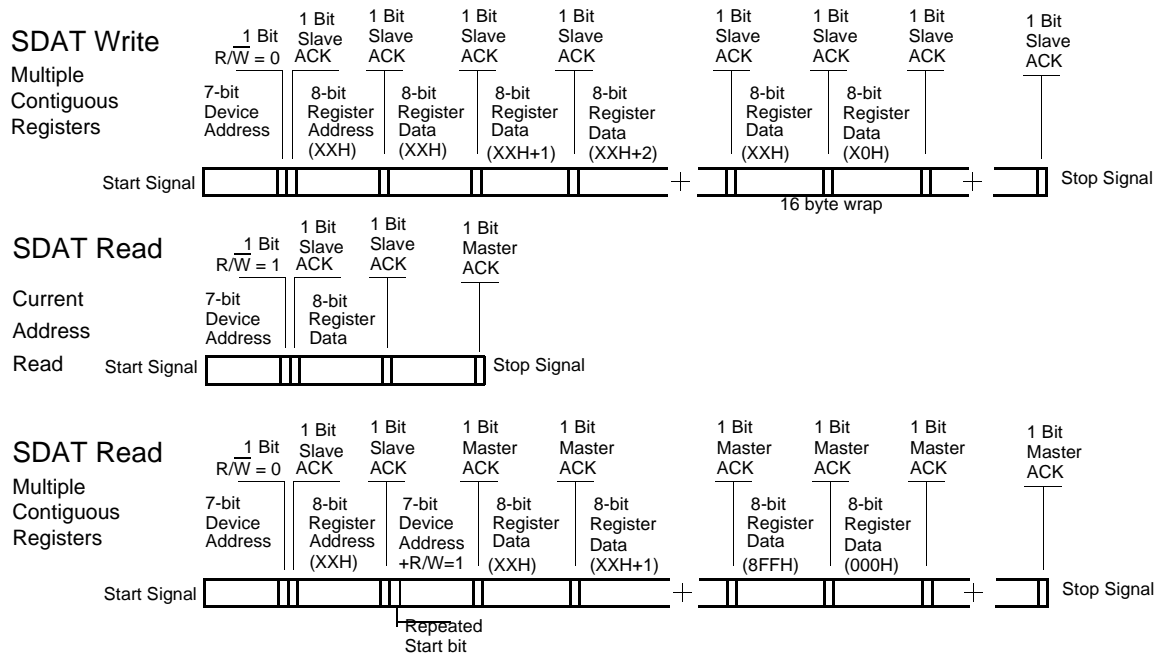 SDAT Write
Multiple
Contiguous
Registers
1 Bit
R/W = 0
1 Bit
Slave
ACK
1 Bit
Slave
ACK
1 Bit
Slave
ACK
1 Bit
Slave
ACK
1 Bit
Slave
ACK
1 Bit
Slave
ACK
1 Bit
Slave
ACK
1 Bit
Slave
ACK
7-bit
Device
Address
8-bit
Register
Address
(XXH)
8-bit
Register
Data
(XXH)
8-bit
Register
Data
(XXH+1)
8-bit
Register
Data
(XXH+2)
8-bit
Register
Data
(XXH)
8-bit
Register
Data
(X0H)
Start Signal
+
+
Stop Signal
16 byte wrap
SDAT Read
Current
Address
Read
1 Bit
R/W = 1
1 Bit
Slave
ACK
1 Bit
Slave
ACK
1 Bit
Master
ACK
7-bit
Device
Address
8-bit
Register
Data
Start Signal
Stop Signal
SDAT Read
Multiple
Contiguous
Registers
1 Bit
R/W = 0
1 Bit
Slave
ACK
1 Bit
Slave
ACK
1 Bit
Master
ACK
1 Bit
Master
ACK
1 Bit
Master
ACK
1 Bit
Master
ACK
1 Bit
Master
ACK
1 Bit
Master
ACK
7-bit
Device
Address
8-bit
Register
Address
(XXH)
7-bit
Device
Address
+R/W=1
8-bit
Register
Data
(XXH)
8-bit
Register
Data
(XXH+1)
8-bit
Register
Data
(8FFH)
8-bit
Register
Data
(000H)
Start Signal
+
+
Stop Signal
Repeated
Start bit